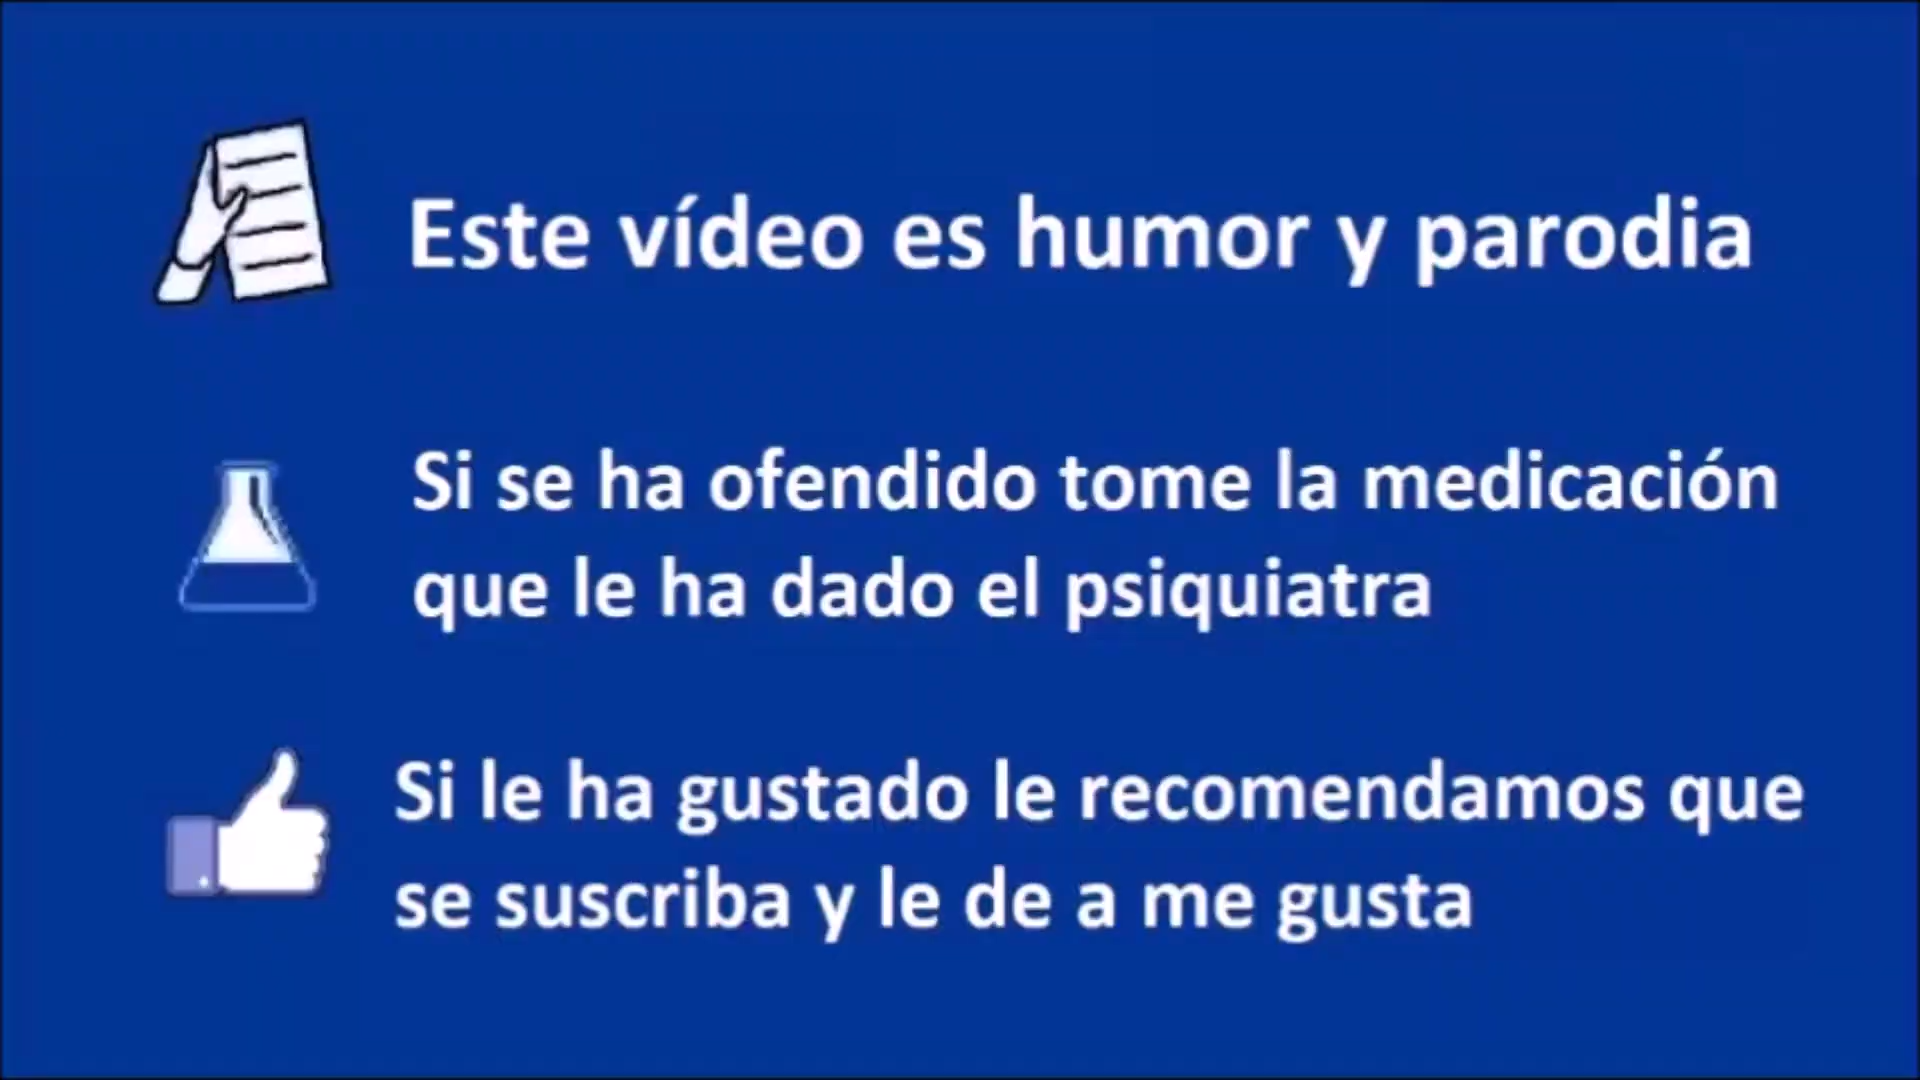 Este vídeo es humor y parodia
Si se ha ofendido tome la medicación
que le ha dado el psiquiatra
Si le ha gustado le recomendamos que
se suscriba y le de a me gusta